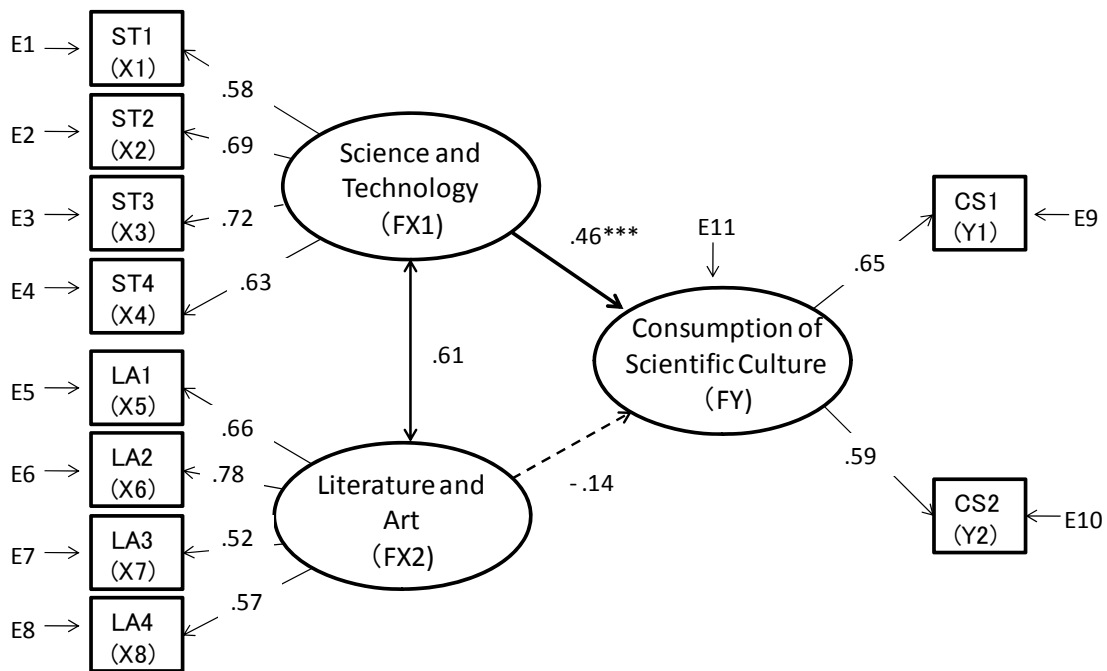 E1
ST1
(X1)
.58
E2
ST2
(X2)
.69
E3
ST3
(X3)
.72
E4
ST4
(X4)
.63
Science and
Technology
(FX1)
.46***
E11
.61
E5
LA1
(X5)
.66
E6
LA2
(X6)
.78
E7
LA3
(X7)
.52
E8
LA4
(X8)
.57
Literature and
Art
(FX2)
-.14
Consumption of
Scientific Culture
(FY)
.65
CS1
(Y1)
E9
.59
CS2
(Y2)
E10